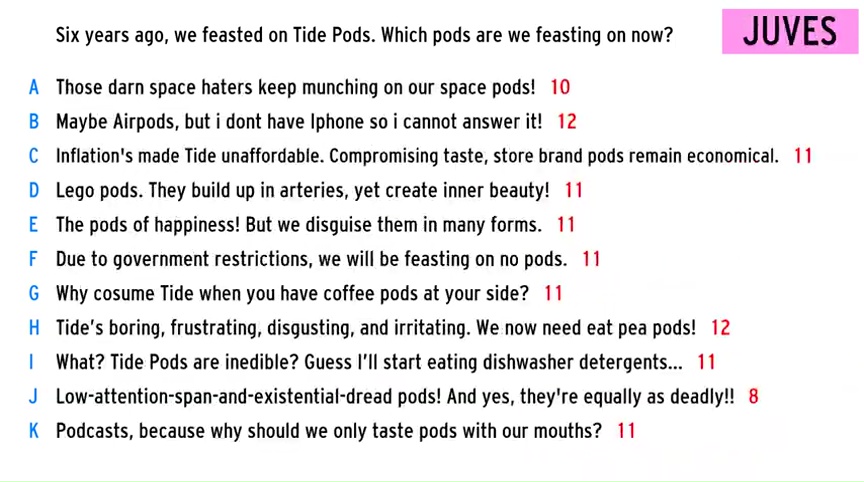 Six years ago, we feasted on Tide Pods. Which pods are we feasting on now?
JUVES
A Those darn space haters keep munching on our space pods! 10
B Maybe Airpods, but i dont have Iphone so i cannot answer it! 12
C Inflation's made Tide unaffordable. Compromising taste, store brand pods remain economical. 11
D Lego pods. They build up in arteries, yet create inner beauty! 11
E The pods of happiness! But we disguise them in many forms. 11
F Due to government restrictions, we will be feasting on no pods. 11
G Why cosume Tide when you have coffee pods at your side? 11
H Tide’s boring, frustrating, disgusting, and irritating. We now need eat pea pods! 12
I What? Tide Pods are inedible? Guess I’ll start eating dishwasher detergents... 11
J Low-attention-span-and-existential-dread pods! And yes, they're equally as deadly!! 8
K Podcasts, because why should we only taste pods with our mouths? 11